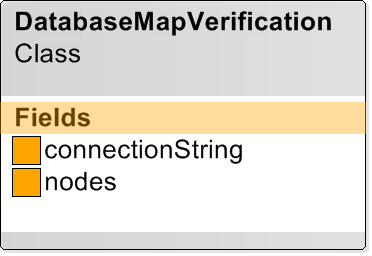 DatabaseMapVerification
Class
Fields
connectionString
nodes